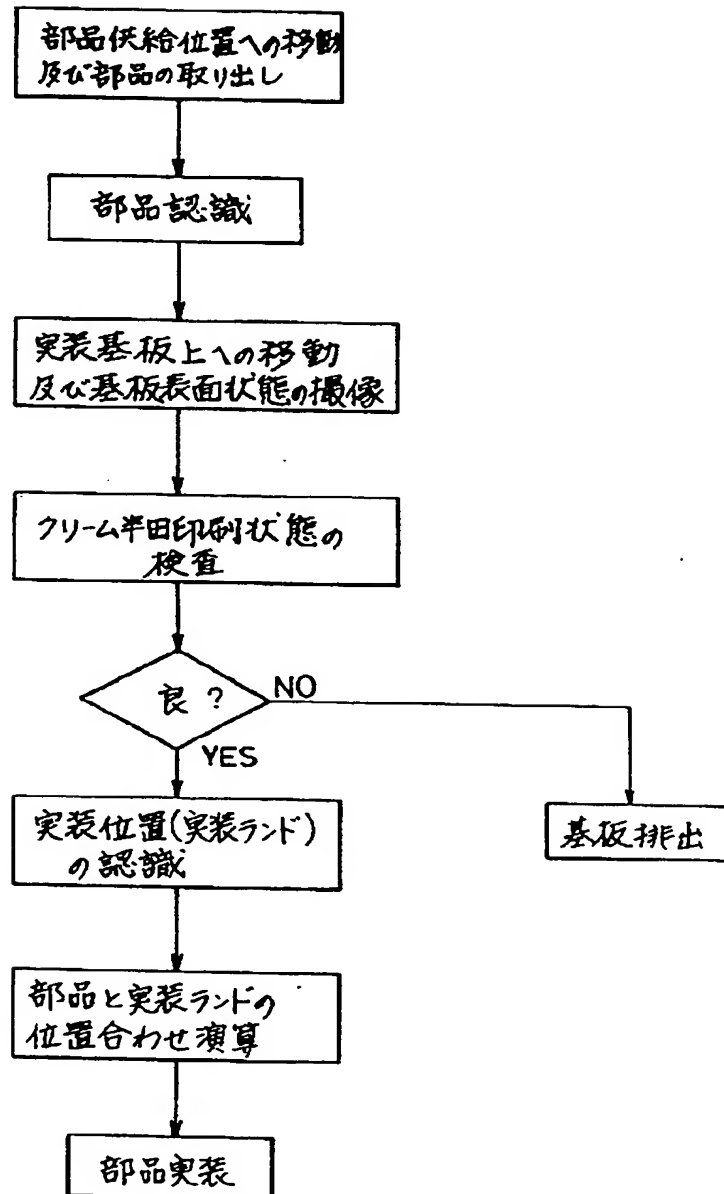 部品供給位置への移動
及び部品の取り出し
部品認識
実装基板上への移動
及び基板表面状態の撮像
クリーム半田印刷状態の
検査
良?
NO
YES
実装位置(実装ランド)
の認識
基板排出
部品と実装ランドの
位置合わせ演算
部品実装